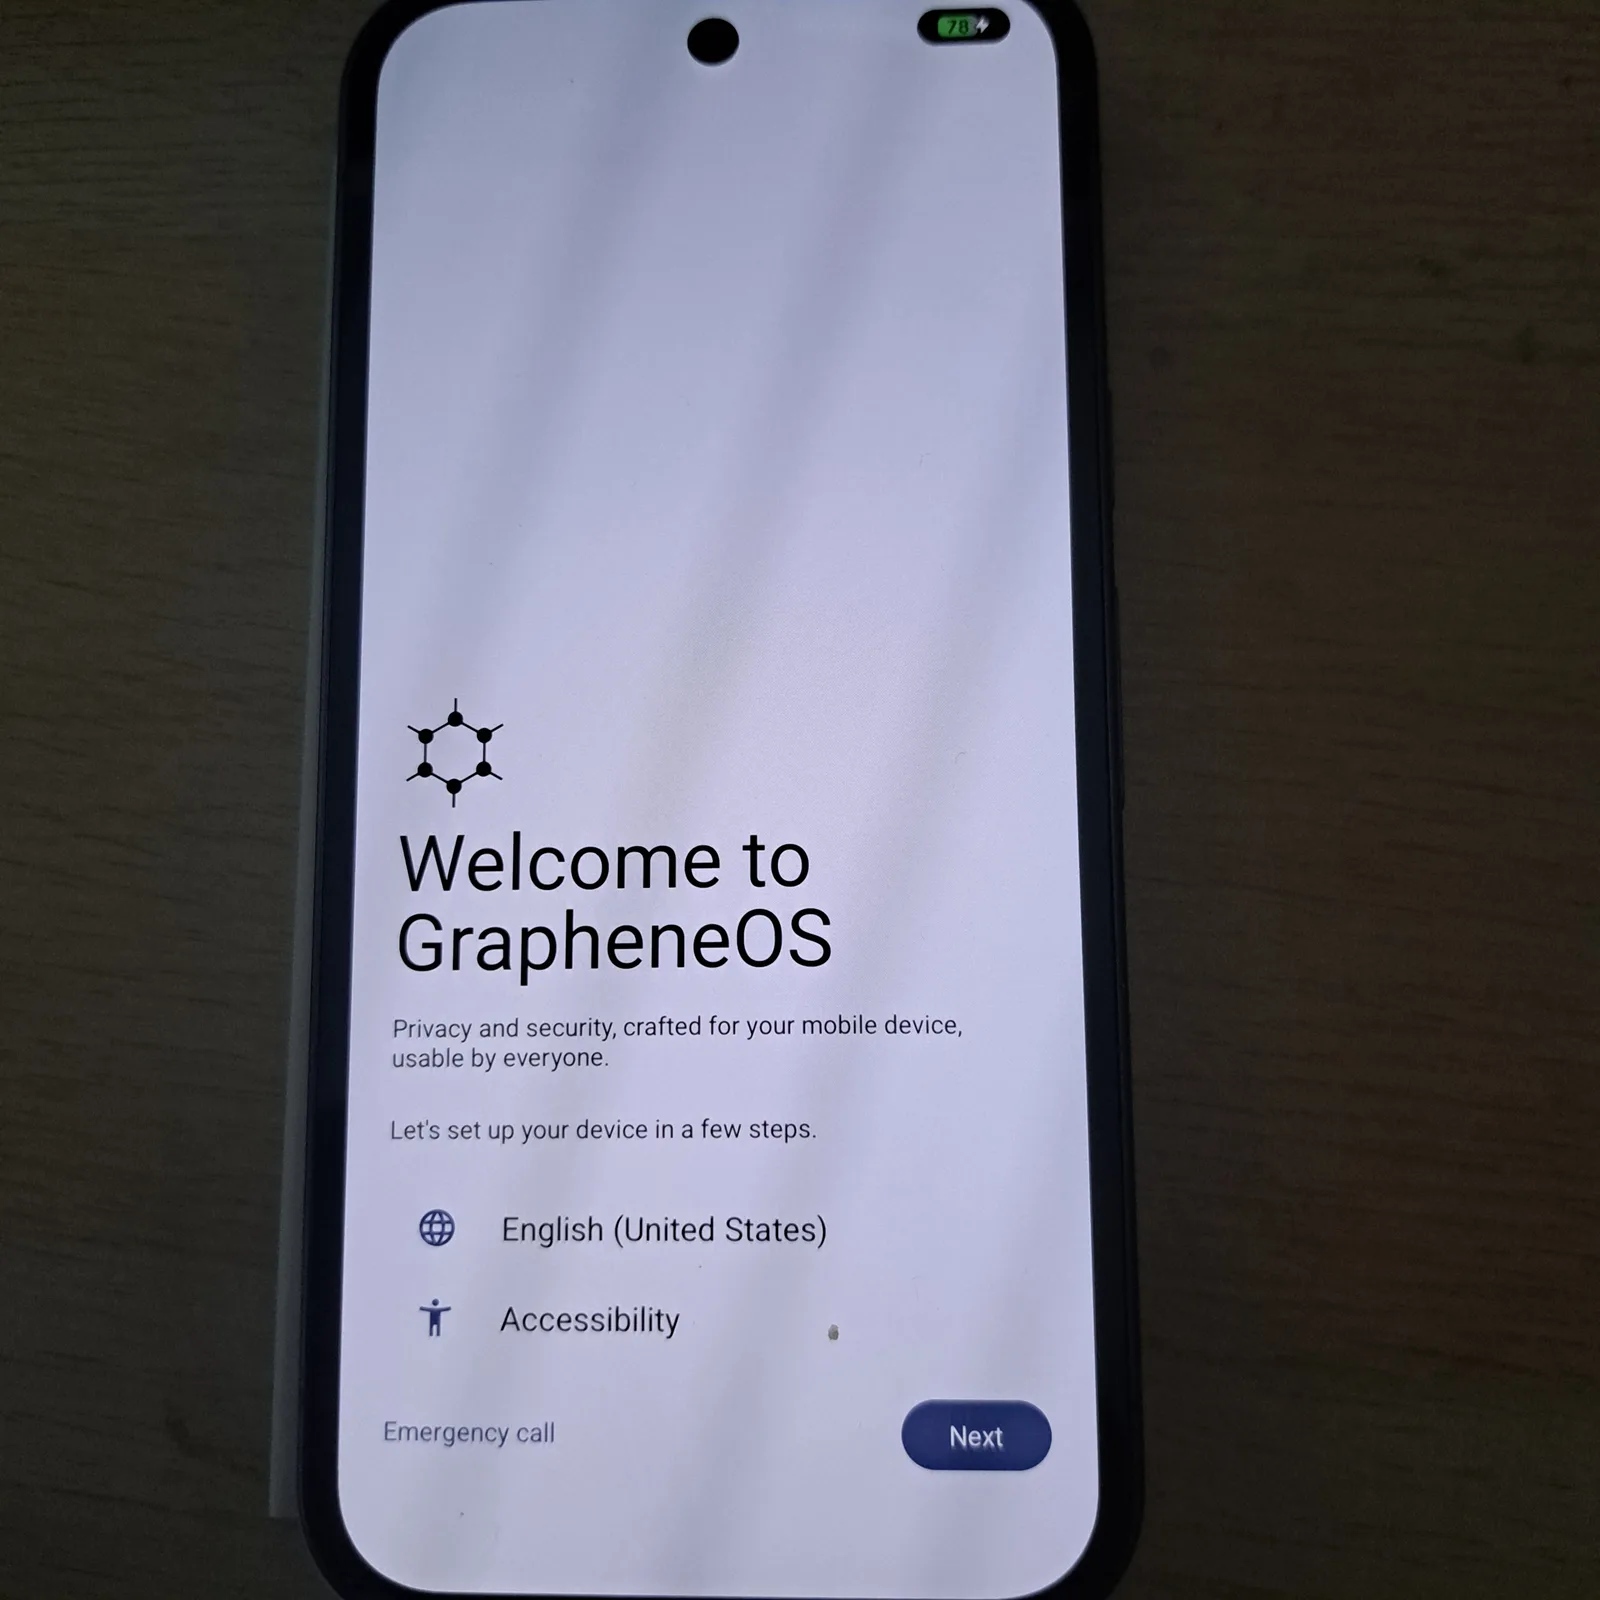 78
Welcome to
GrapheneOS
Privacy and security, crafted for your mobile device,
usable by everyone.
Let's set up your device in a few steps.
English (United States)
Accessibility
Emergency call
Next